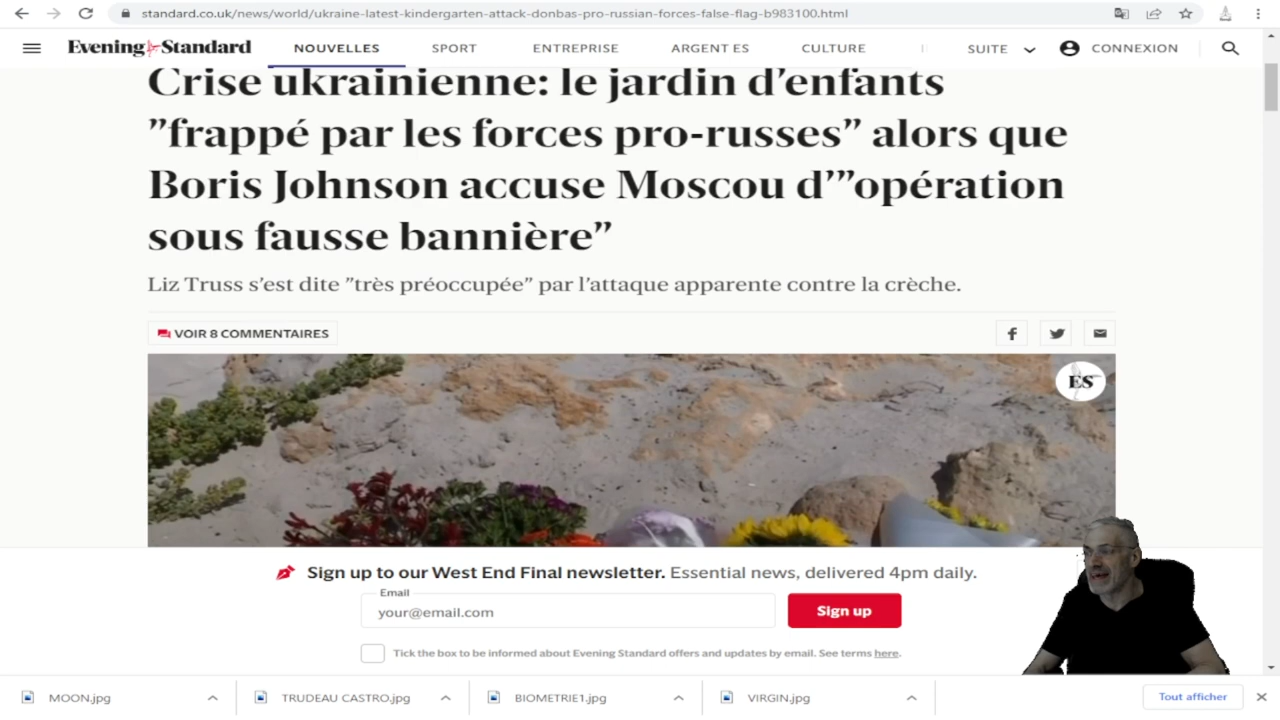 standard.co.uk/news/world/ukraine-latest-kindergarten-attack-donbas-pro-russian-forces-false-flag-b983100.html
Evening Standard NOUVELLES SPORT ENTREPRISE ARGENT ES CULTURE SUITE CONNEXION
Crise ukrainienne: le jardin d’enfants
”frappé par les forces pro-russes” alors que
Boris Johnson accuse Moscou d’”opération
sous fausse bannière”
Liz Truss s’est dite ”très préoccupée” par l’attaque apparente contre la crèche.
VOIR 8 COMMENTAIRES
ES
Sign up to our West End Final newsletter. Essential news, delivered 4pm daily.
Email
your@email.com
Sign up
Tick the box to be informed about Evening Standard offers and updates by email. See terms here.
MOON.jpg TRUDEAU CASTRO.jpg BIOMETRIE1.jpg VIRGIN.jpg Tout afficher